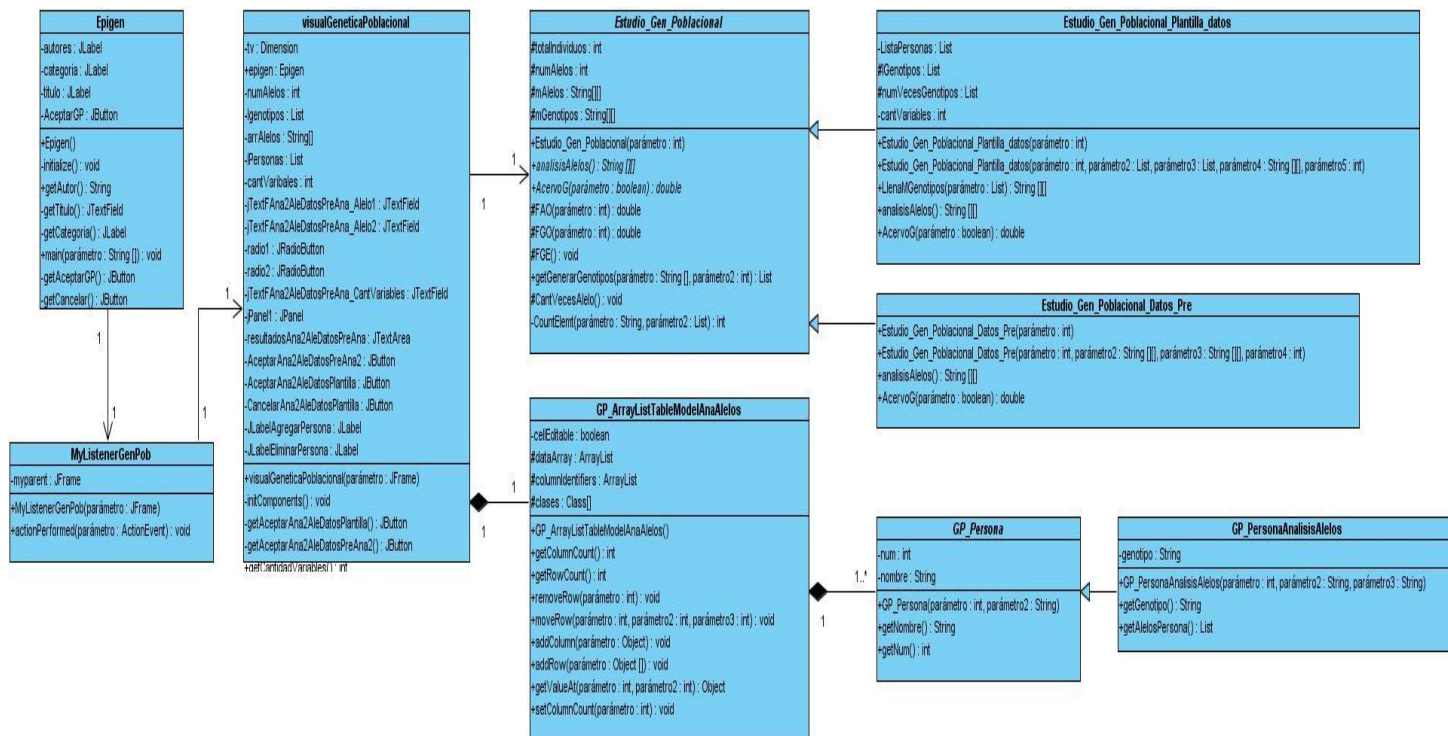 Epigen
-autores : JLabel
-categoria : JLabel
-titulo : JLabel
-AceptarGP : JButton
+Epigen()
-initialize() : void
+getAutor() : String
-getTitulo() : JTextField
-getCategoria() : JLabel
+main(parámetro : String []) : void
-getAceptarGP() : JButton
-getCancelar() : JButton
1
1
MyListenerGenPob
-myparent : JFrame
+MyListenerGenPob(parámetro : JFrame)
+actionPerformed(parámetro : ActionEvent) : void
1
1
visualGeneticaPoblacional
-tv : Dimension
+epigen : Epigen
-numAlelos : int
-lgenotipos : List
-arrAlelos : String[]
-lPersonas : List
-cantVaribales : int
-jTextFAna2AleDatosPreAna_Alelo1 : JTextField
-jTextFAna2AleDatosPreAna_Alelo2 : JTextField
-radio1 : JRadioButton
-radio2 : JRadioButton
-jTextFAna2AleDatosPreAna_CantVariables : JTextField
-jPanel1 : JPanel
-resultadosAna2AleDatosPreAna : JTextArea
-AceptarAna2AleDatosPreAna2 : JButton
-AceptarAna2AleDatosPlantilla : JButton
-CancelarAna2AleDatosPlantilla : JButton
-JLabelAgregarPersona : JLabel
-JLabelEliminarPersona : JLabel
+visualGeneticaPoblacional(parámetro : JFrame)
-initComponents() : void
-getAceptarAna2AleDatosPlantilla() : JButton
-getAceptarAna2AleDatosPreAna2() : JButton
+getCantidadVariables() : int
1
1
1
1
Estudio_Gen_Poblacional
#totalIndividuos : int
#numAlelos : int
#mAlelos : String[][]
#mGenotipos : String[][]
+Estudio_Gen_Poblacional(parámetro : int)
+analisisAlelos() : String [][]
+AcervoG(parámetro : boolean) : double
#FAO(parámetro : int) : double
#FGO(parámetro : int) : double
#FGE() : void
+getGenerarGenotipos(parámetro : String [], parámetro2 : int) : List
#CantVecesAlelo() : void
-CountElemt(parámetro : String, parámetro2 : List) : int
GP_ArrayListTableModelAnaAlelos
-cellEditable : boolean
#dataArray : ArrayList
#columnIdentifiers : ArrayList
#clases : Class[]
+GP_ArrayListTableModelAnaAlelos()
+getColumnCount() : int
+getRowCount() : int
+removeRow(parámetro : int) : void
+moveRow(parámetro : int, parámetro2 : int, parámetro3 : int) : void
+addColumn(parámetro : Object) : void
+addRow(parámetro : Object []) : void
+getValueAt(parámetro : int, parámetro2 : int) : Object
+setColumnCount(parámetro : int) : void
Estudio_Gen_Poblacional_Plantilla_datos
-ListaPersonas : List
#lGenotipos : List
#numVecesGenotipos : List
-cantVariables : int
+Estudio_Gen_Poblacional_Plantilla_datos(parámetro : int)
+Estudio_Gen_Poblacional_Plantilla_datos(parámetro : int, parámetro2 : List, parámetro3 : List, parámetro4 : String [][], parámetro5 : int)
+LlenaMGenotipos(parámetro : List) : String [][]
+analisisAlelos() : String [][]
+AcervoG(parámetro : boolean) : double
Estudio_Gen_Poblacional_Datos_Pre
+Estudio_Gen_Poblacional_Datos_Pre(parámetro : int)
+Estudio_Gen_Poblacional_Datos_Pre(parámetro : int, parámetro2 : String [][], parámetro3 : String [][], parámetro4 : int)
+analisisAlelos() : String [][]
+AcervoG(parámetro : boolean) : double
1..*
1
GP_Persona
-num : int
-nombre : String
+GP_Persona(parámetro : int, parámetro2 : String)
+getNombre() : String
+getNum() : int
GP_PersonaAnalisisAlelos
-genotipo : String
+GP_PersonaAnalisisAlelos(parámetro : int, parámetro2 : String, parámetro3 : String)
+getGenotipo() : String
+getAlelosPersona() : List